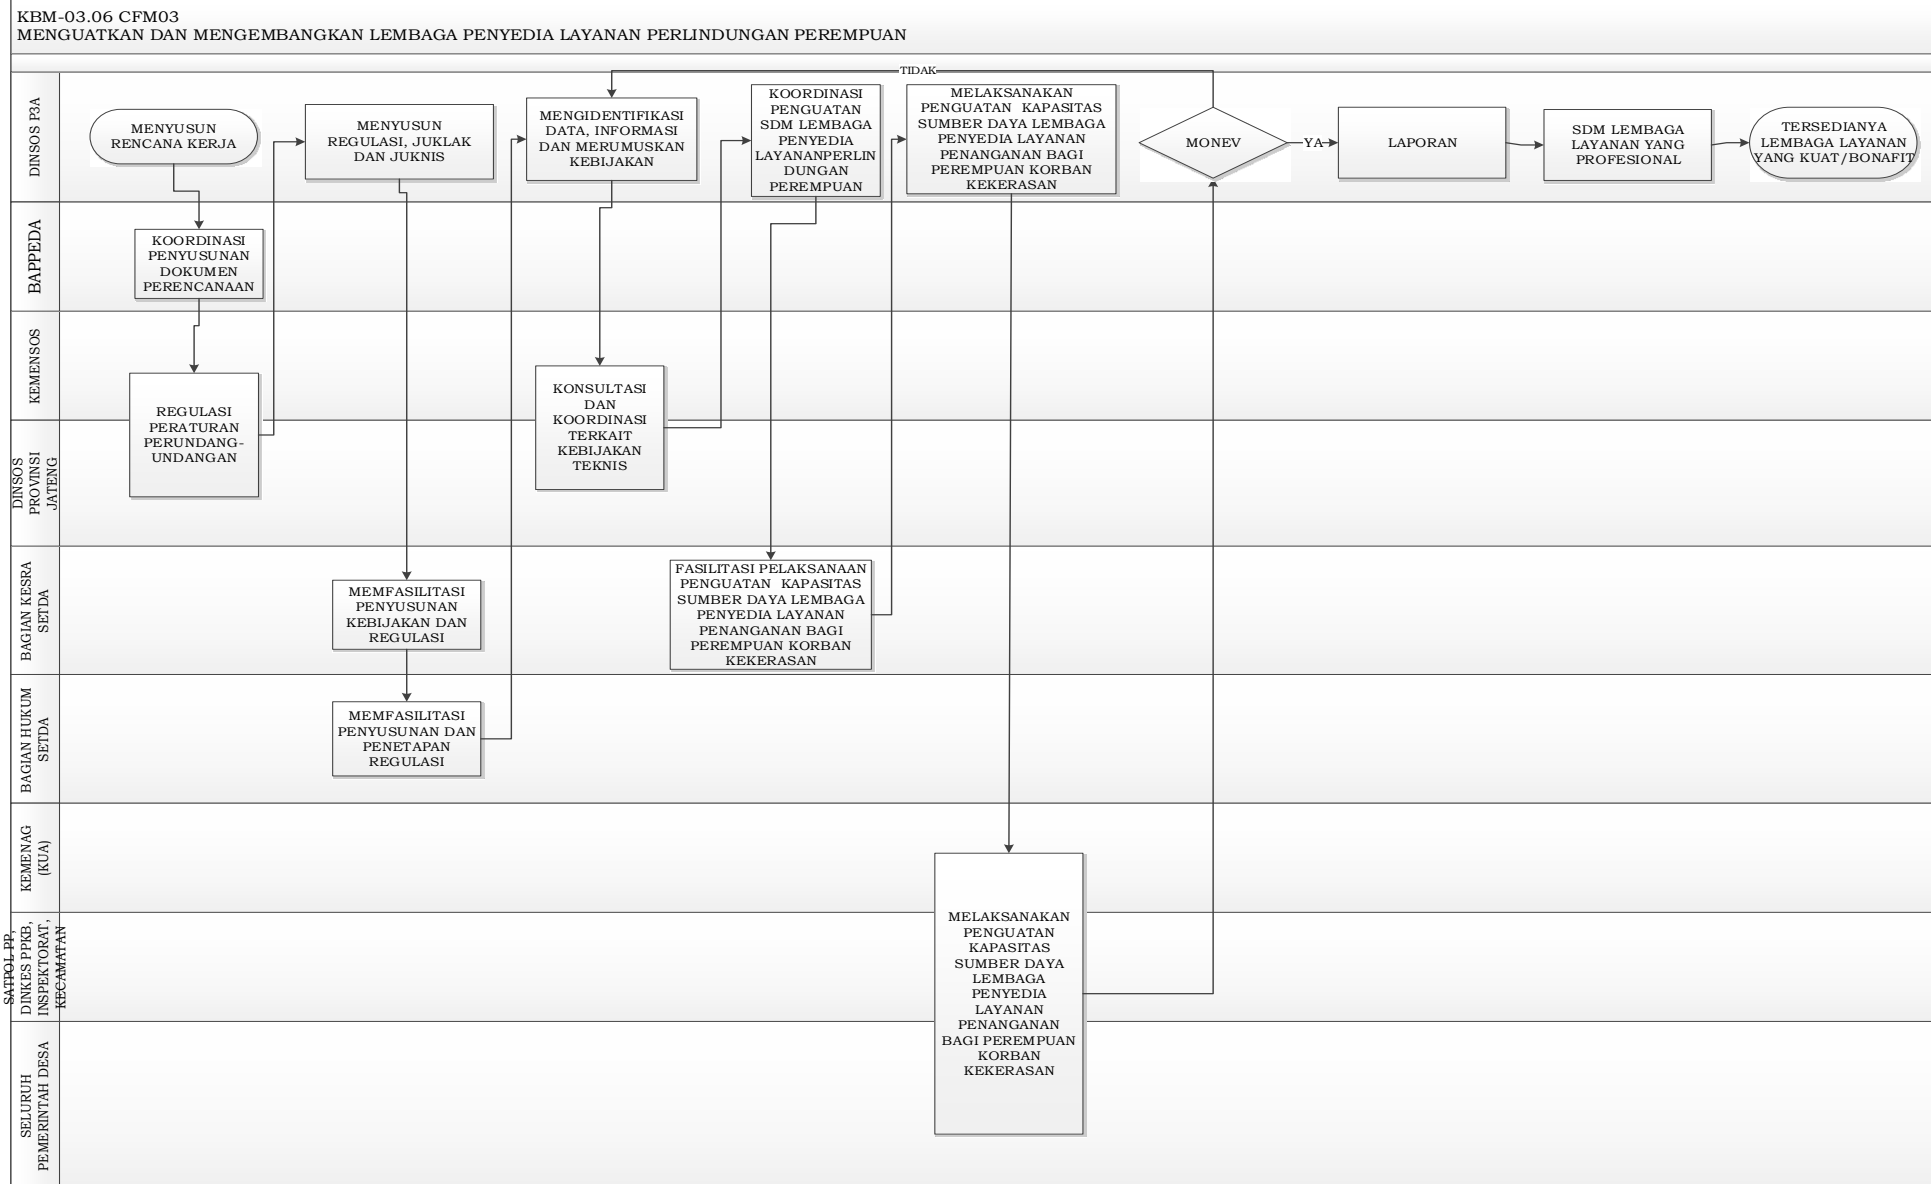 KBM-03.06 CFM03
MENGUATKAN DAN MENGEMBANGKAN LEMBAGA PENYEDIA LAYANAN PERLINDUNGAN PEREMPUAN
TIDAK
DINSOS P3A
MENYUSUN
RENCANA KERJA
MENYUSUN
REGULASI, JUKLAK
DAN JUKNIS
MENGIDENTIFIKASI
DATA, INFORMASI
DAN MERUMUSKAN
KEBIJAKAN
KOORDINASI
PENGUATAN
SDM LEMBAGA
PENYEDIA
LAYANANPERLIN
DUNGAN
PEREMPUAN
MELAKSANAKAN
PENGUATAN KAPASITAS
SUMBER DAYA LEMBAGA
PENYEDIA LAYANAN
PENANGANAN BAGI
PEREMPUAN KORBAN
KEKERASAN
MONEV
YA
LAPORAN
SDM LEMBAGA
LAYANAN YANG
PROFESIONAL
TERSEDIANYA
LEMBAGA LAYANAN
YANG KUAT/BONAFIT
BAPPEDA
KOORDINASI
PENYUSUNAN
DOKUMEN
PERENCANAAN
KEMENSOS
REGULASI
PERATURAN
PERUNDANG-
UNDANGAN
KONSULTASI
DAN
KOORDINASI
TERKAIT
KEBIJAKAN
TEKNIS
DINSOS
PROVINSI
JATENG
BAGIAN KESRA
SETDA
MEMFASILITASI
PENYUSUNAN
KEBIJAKAN DAN
REGULASI
FASILITASI PELAKSANAAN
PENGUATAN KAPASITAS
SUMBER DAYA LEMBAGA
PENYEDIA LAYANAN
PENANGANAN BAGI
PEREMPUAN KORBAN
KEKERASAN
BAGIAN HUKUM
SETDA
MEMFASILITASI
PENYUSUNAN DAN
PENETAPAN
REGULASI
KEMENAG
(KUA)
SATPOL PP,
DINKES PPKB,
INSPEKTORAT,
KECAMATAN
MELAKSANAKAN
PENGUATAN
KAPASITAS
SUMBER DAYA
LEMBAGA
PENYEDIA
LAYANAN
PENANGANAN
BAGI PEREMPUAN
KORBAN
KEKERASAN
SELURUH
PEMERINTAH DESA